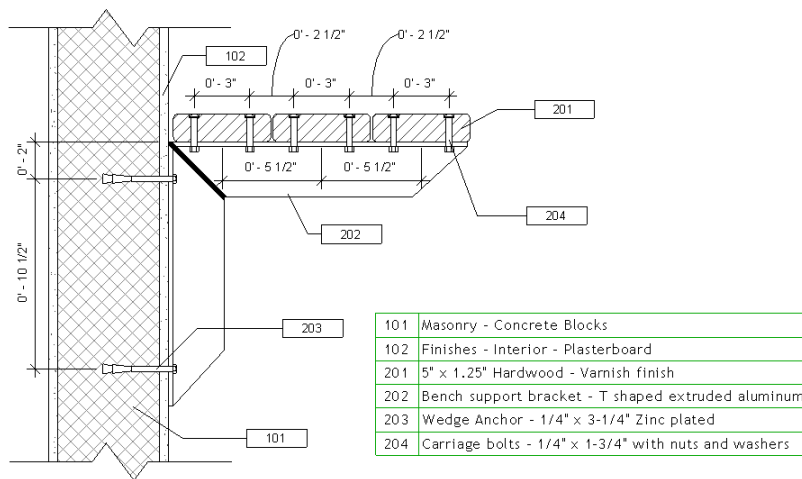 0' - 2 1/2" 0' - 2 1/2"
102
0' - 3" 0' - 3" 0' - 3"
201
0' - 2"
0' - 5 1/2" 0' - 5 1/2"
204
202
0' - 10 1/2"
203
101 Masonry - Concrete Blocks
102 Finishes - Interior - Plasterboard
201 5" x 1.25" Hardwood - Varnish finish
202 Bench support bracket - T shaped extruded aluminum
203 Wedge Anchor - 1/4" x 3-1/4" Zinc plated
204 Carriage bolts - 1/4" x 1-3/4" with nuts and washers
101